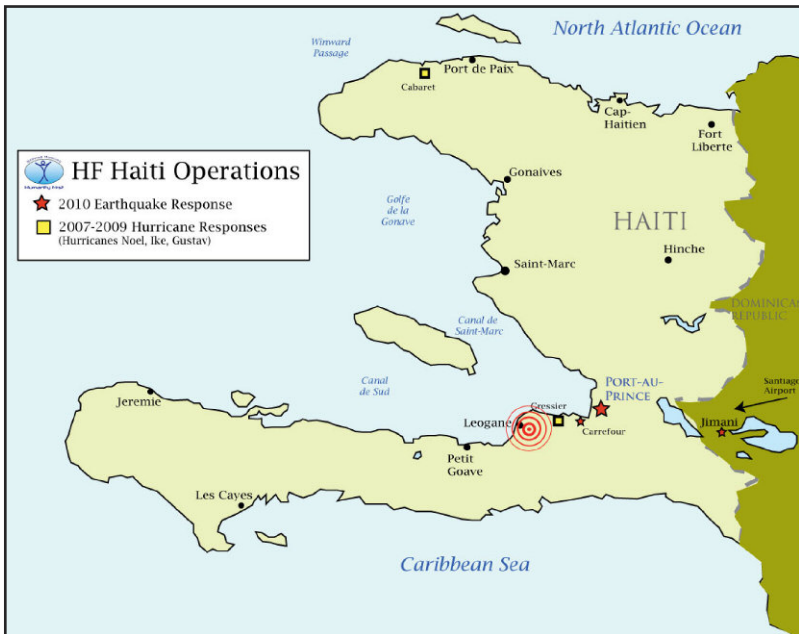 North Atlantic Ocean
Winward
Passage
Port de Paix
Cabaret
Cap-
Haitien
Fort
Liberte
HF Haiti Operations
Humanity First
2010 Earthquake Response
2007-2009 Hurricane Responses
(Hurricanes Noel, Ike, Gustav)
Gonaives
Golfe
de la
Gonave
HAITI
Hinche
Saint-Marc
DOMINICAN
REPUBLIC
Canal de
Saint-Marc
Canal
de Sud
PORT-AU-
PRINCE
Santiago
Airport
Jeremie
Gressier
Leogane
Carrefour
Jimani
Petit
Goave
Les Cayes
Caribbean Sea